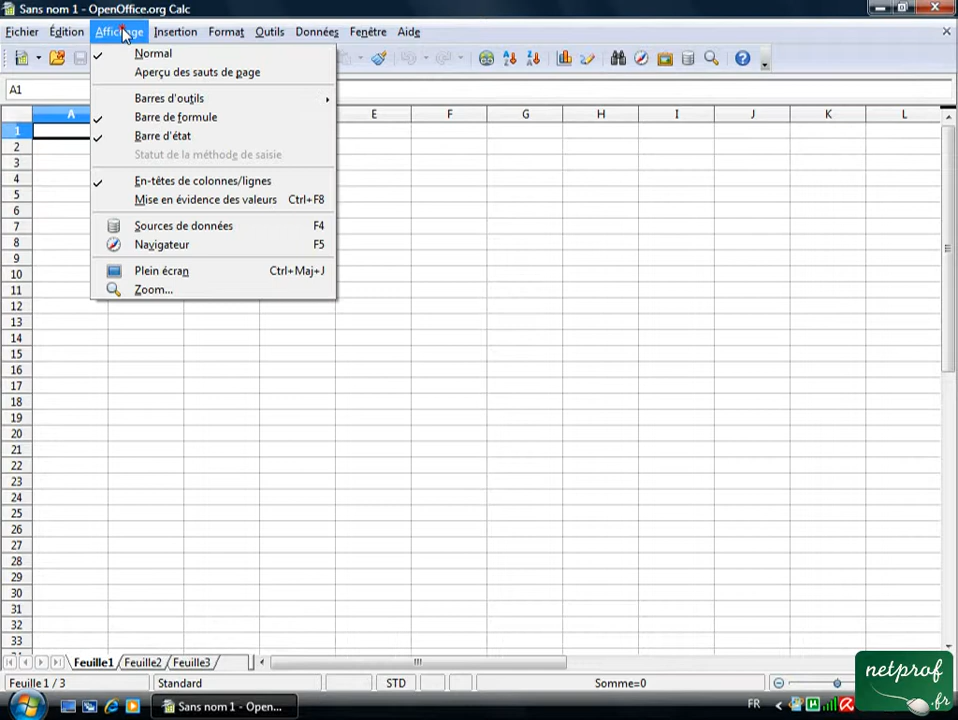 Sans nom 1 - OpenOffice.org Calc
Fichier Édition Affichage Insertion Format Outils Données Fenêtre Aide
Normal
Aperçu des sauts de page
A1
Barres d'outils
Barre de formule
A E F G H I J K L
Barre d'état
Statut de la méthode de saisie
En-têtes de colonnes/lignes
Mise en évidence des valeurs Ctrl+F8
Sources de données F4
Navigateur F5
Plein écran Ctrl+Maj+J
Zoom...
1
2
3
4
5
6
7
8
9
10
11
12
13
14
15
16
17
18
19
20
21
22
23
24
25
26
27
28
29
30
31
32
33
Feuille1 Feuille2 Feuille3
Feuille 1 / 3 Standard STD Somme=0
Sans nom 1 - Open... FR
netprof
.fr